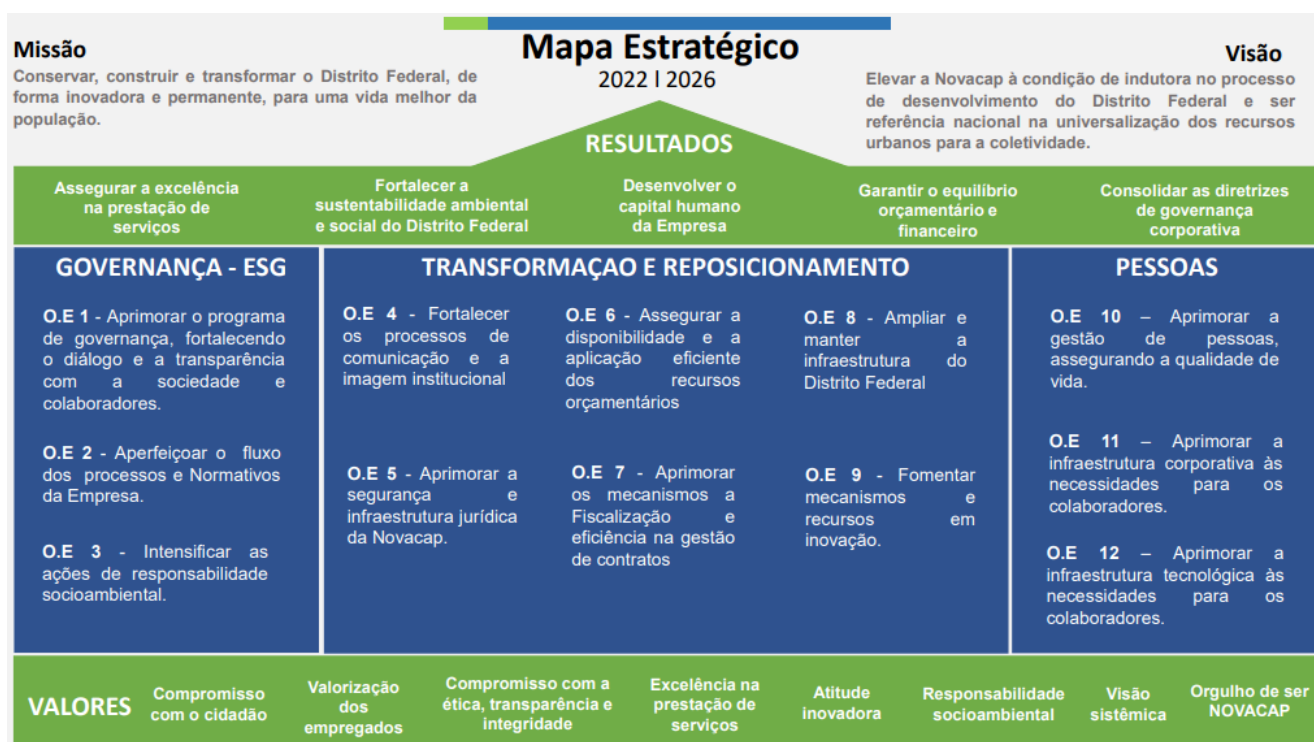 Missão
Conservar, construir e transformar o Distrito Federal, de
forma inovadora e permanente, para uma vida melhor da
população.
Mapa Estratégico
2022 l 2026
Visão
Elevar a Novacap à condição de indutora no processo
de desenvolvimento do Distrito Federal e ser
referência nacional na universalização dos recursos
urbanos para a coletividade.
RESULTADOS
Assegurar a excelência
na prestação de
serviços
Fortalecer a
sustentabilidade ambiental
e social do Distrito Federal
Desenvolver o
capital humano
da Empresa
Garantir o equilíbrio
orçamentário e
financeiro
Consolidar as diretrizes
de governança
corporativa
GOVERNANÇA - ESG
O.E 1 - Aprimorar o programa
de governança, fortalecendo
o diálogo e a transparência
com a sociedade e
colaboradores.
O.E 2 - Aperfeiçoar o fluxo
dos processos e Normativos
da Empresa.
O.E 3 - Intensificar as
ações de responsabilidade
socioambiental.
TRANSFORMAÇAO E REPOSICIONAMENTO
O.E 4 - Fortalecer
os processos de
comunicação e a
imagem institucional
O.E 5 - Aprimorar a
segurança e
infraestrutura jurídica
da Novacap.
O.E 6 - Assegurar a
disponibilidade e a
aplicação eficiente
dos recursos
orçamentários
O.E 7 - Aprimorar
os mecanismos a
Fiscalização e
eficiência na gestão
de contratos
O.E 8 - Ampliar e
manter a
infraestrutura do
Distrito Federal
O.E 9 - Fomentar
mecanismos e
recursos em
inovação.
PESSOAS
O.E 10 – Aprimorar a
gestão de pessoas,
assegurando a qualidade de
vida.
O.E 11 – Aprimorar a
infraestrutura corporativa às
necessidades para os
colaboradores.
O.E 12 – Aprimorar a
infraestrutura tecnológica às
necessidades para os
colaboradores.
VALORES
Compromisso
com o cidadão
Valorização
dos
empregados
Compromisso com a
ética, transparência e
integridade
Excelência na
prestação de
serviços
Atitude
inovadora
Responsabilidade
socioambiental
Visão
sistêmica
Orgulho de ser
NOVACAP